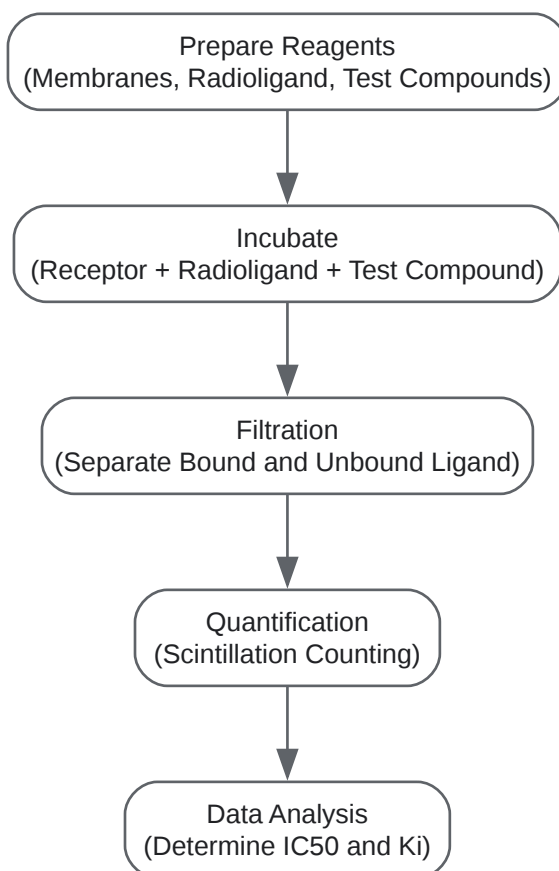 Prepare Reagents
(Membranes, Radioligand, Test Compounds)
Incubate
(Receptor + Radioligand + Test Compound)
Filtration
(Separate Bound and Unbound Ligand)
Quantification
(Scintillation Counting)
Data Analysis
(Determine IC50 and Ki)